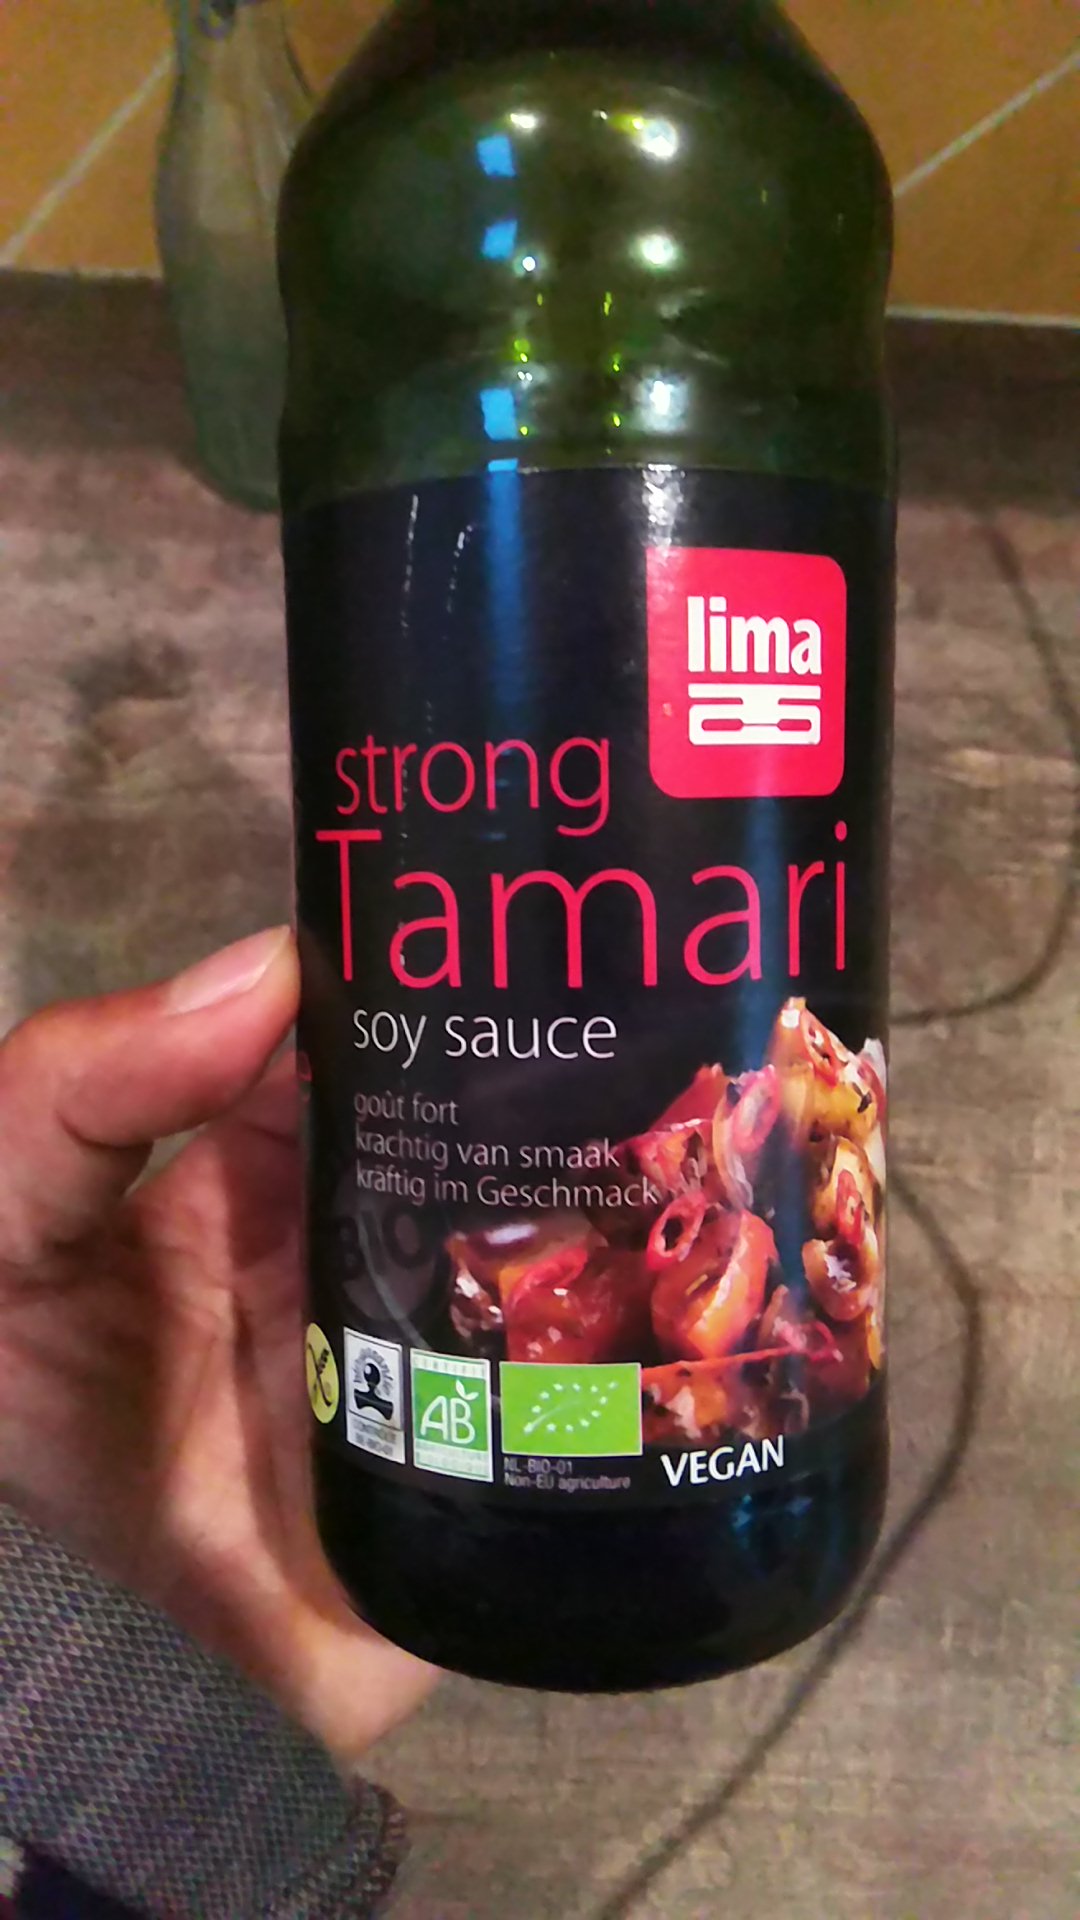 lima
strong
Tamari
soy sauce
goût fort
krachtig van smaak
kräftig im Geschmack
BIO
AB
NL-BIO-01
Non-EU agriculture
VEGAN